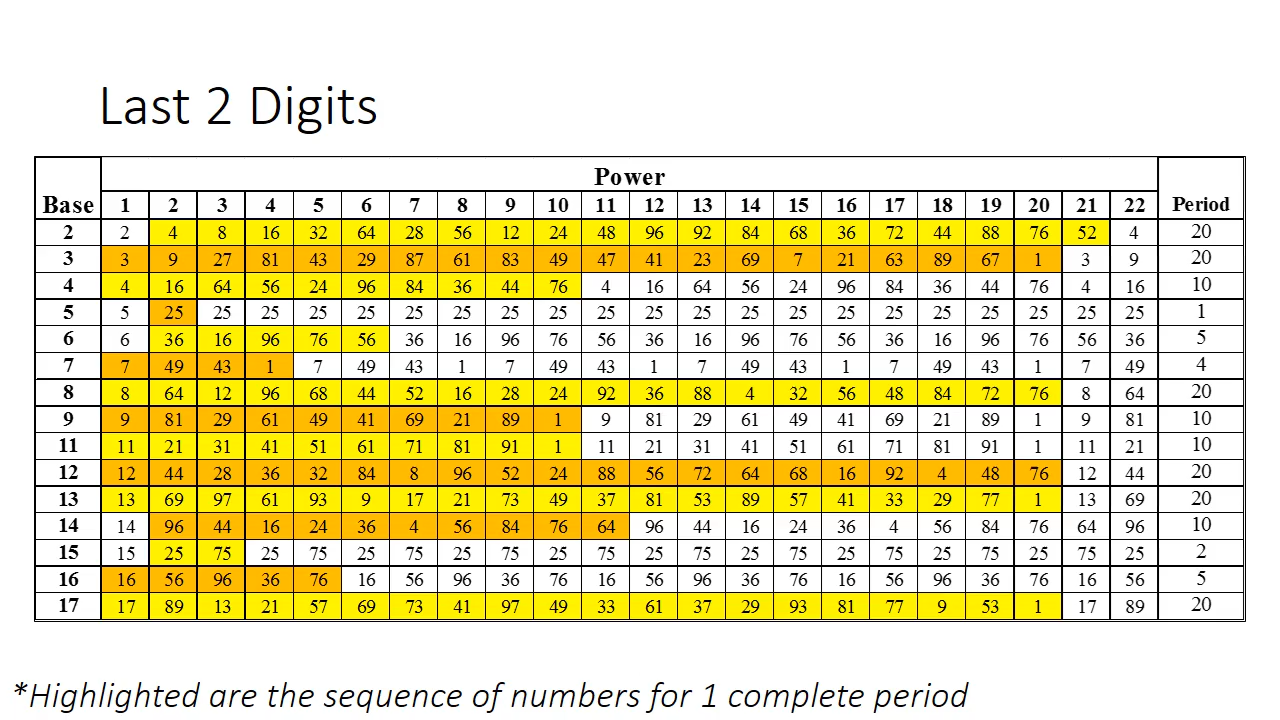 Last 2 Digits
Power
Base 1 2 3 4 5 6 7 8 9 10 11 12 13 14 15 16 17 18 19 20 21 22 Period
2 2 4 8 16 32 64 28 56 12 24 48 96 92 84 68 36 72 44 88 76 52 4 20
3 3 9 27 81 43 29 87 61 83 49 47 41 23 69 7 21 63 89 67 1 3 9 20
4 4 16 64 56 24 96 84 36 44 76 4 16 64 56 24 96 84 36 44 76 4 16 10
5 5 25 25 25 25 25 25 25 25 25 25 25 25 25 25 25 25 25 25 25 25 25 1
6 6 36 16 96 76 56 36 16 96 76 56 36 16 96 76 56 36 16 96 76 56 36 5
7 7 49 43 1 7 49 43 1 7 49 43 1 7 49 43 1 7 49 43 1 7 49 4
8 8 64 12 96 68 44 52 16 28 24 92 36 88 4 32 56 48 84 72 76 8 64 20
9 9 81 29 61 49 41 69 21 89 1 9 81 29 61 49 41 69 21 89 1 9 81 10
11 11 21 31 41 51 61 71 81 91 1 11 21 31 41 51 61 71 81 91 1 11 21 10
12 12 44 28 36 32 84 8 96 52 24 88 56 72 64 68 16 92 4 48 76 12 44 20
13 13 69 97 61 93 9 17 21 73 49 37 81 53 89 57 41 33 29 77 1 13 69 20
14 14 96 44 16 24 36 4 56 84 76 64 96 44 16 24 36 4 56 84 76 64 96 10
15 15 25 75 25 75 25 75 25 75 25 75 25 75 25 75 25 75 25 75 25 75 25 2
16 16 56 96 36 76 16 56 96 36 76 16 56 96 36 76 16 56 96 36 76 16 56 5
17 17 89 13 21 57 69 73 41 97 49 33 61 37 29 93 81 77 9 53 1 17 89 20
*Highlighted are the sequence of numbers for 1 complete period